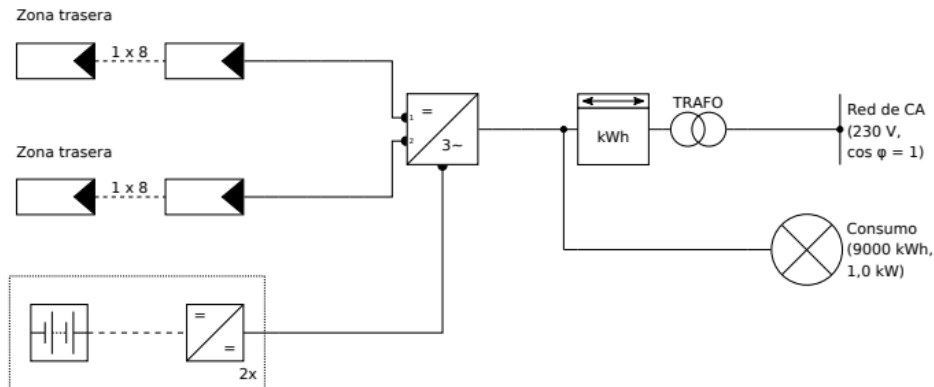 Zona trasera
1 x 8
Zona trasera
1 x 8
1
2
=
3~
kWh
TRAFO
Red de CA
(230 V,
cos φ = 1)
Consumo
(9000 kWh,
1,0 kW)
=
=
2x